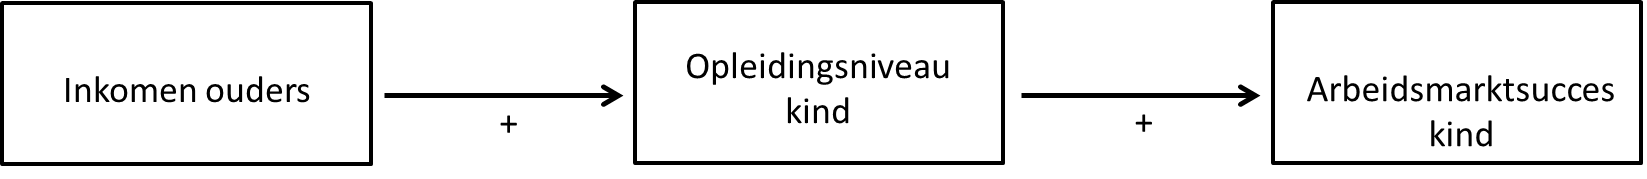 Inkomen ouders
+
Opleidingsniveau
kind
+
Arbeidsmarktsucces
kind